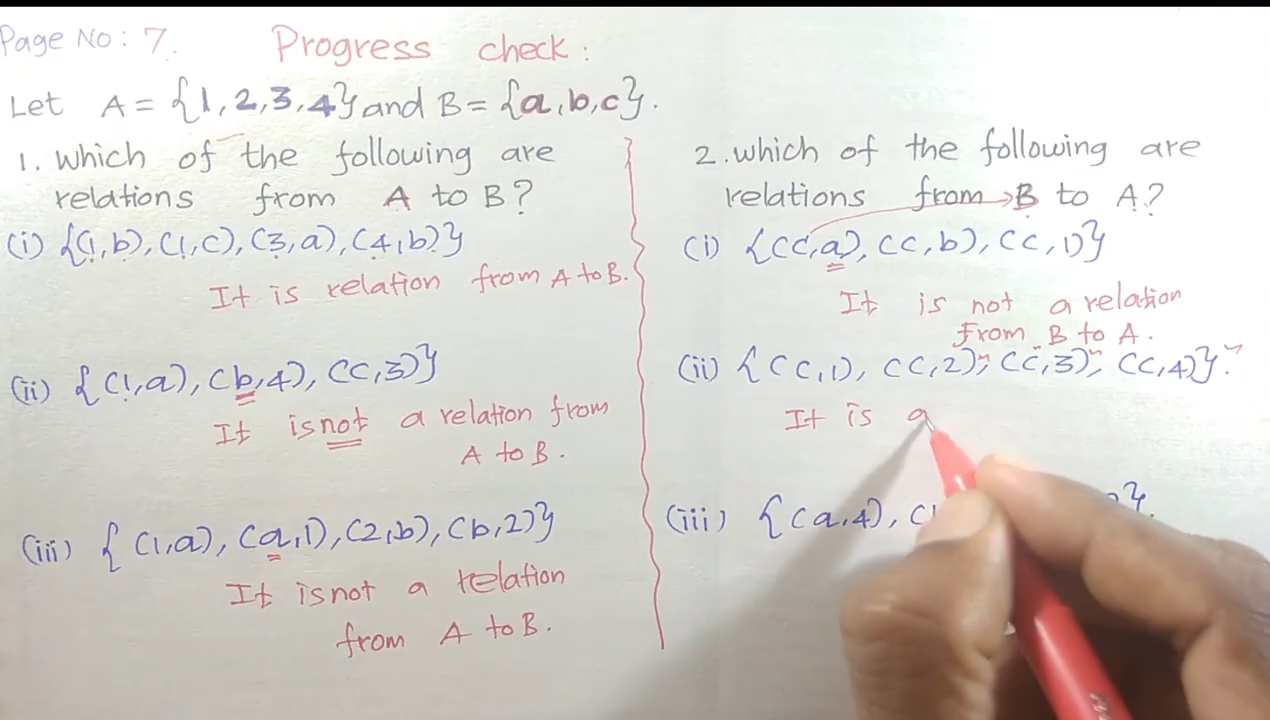 Page No: 7. Progress check:
Let A = {1,2,3,4} and B = {a,b,c}.
1. Which of the following are
relations from A to B?
(i) {(1,b),(1,c),(3,a),(4,b)}
It is relation from A to B.
(ii) {(1,a),(b,4),(c,3)}
It is not a relation from
A to B.
(iii) {(1,a),(a,1),(2,b),(b,2)}
It is not a relation
from A to B.
2. which of the following are
relations from → B to A?
(i) {(c,a),(c,b),(c,1)}
It is not a relation
from B to A.
(ii) {(c,1),(c,2),(c,3),(c,4)}.
It is a
(iii) {(a,4),(